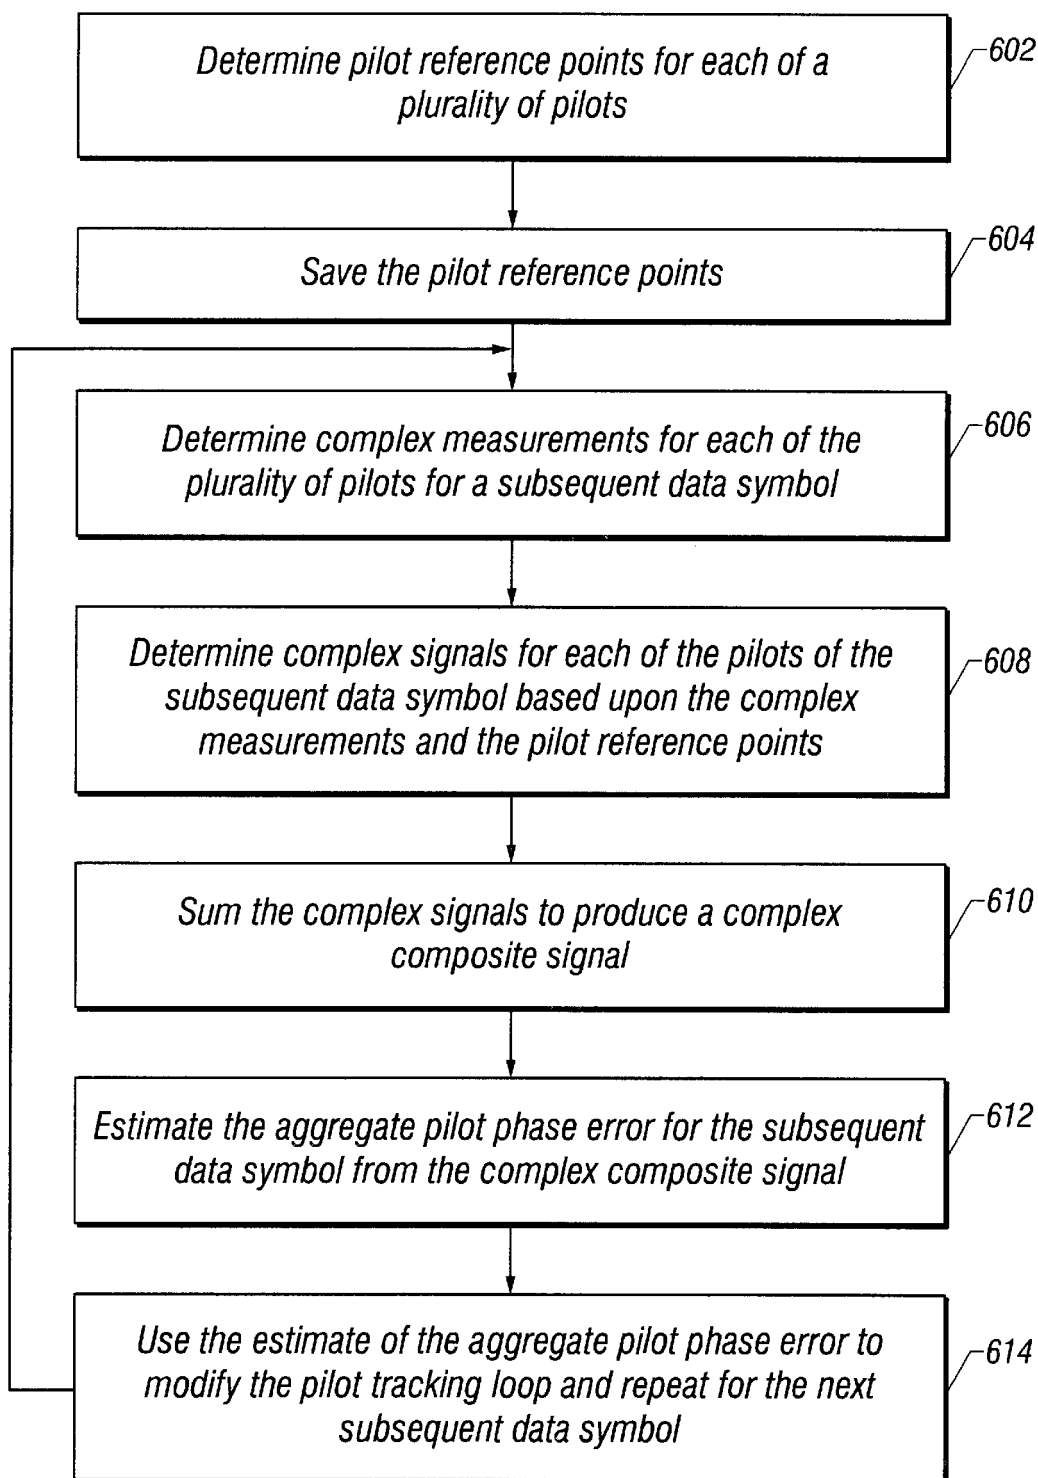 Determine pilot reference points for each of a
plurality of pilots
602
Save the pilot reference points
604
Determine complex measurements for each of the
plurality of pilots for a subsequent data symbol
606
Determine complex signals for each of the pilots of the
subsequent data symbol based upon the complex
measurements and the pilot reference points
608
Sum the complex signals to produce a complex
composite signal
610
Estimate the aggregate pilot phase error for the subsequent
data symbol from the complex composite signal
612
Use the estimate of the aggregate pilot phase error to
modify the pilot tracking loop and repeat for the next
subsequent data symbol
614